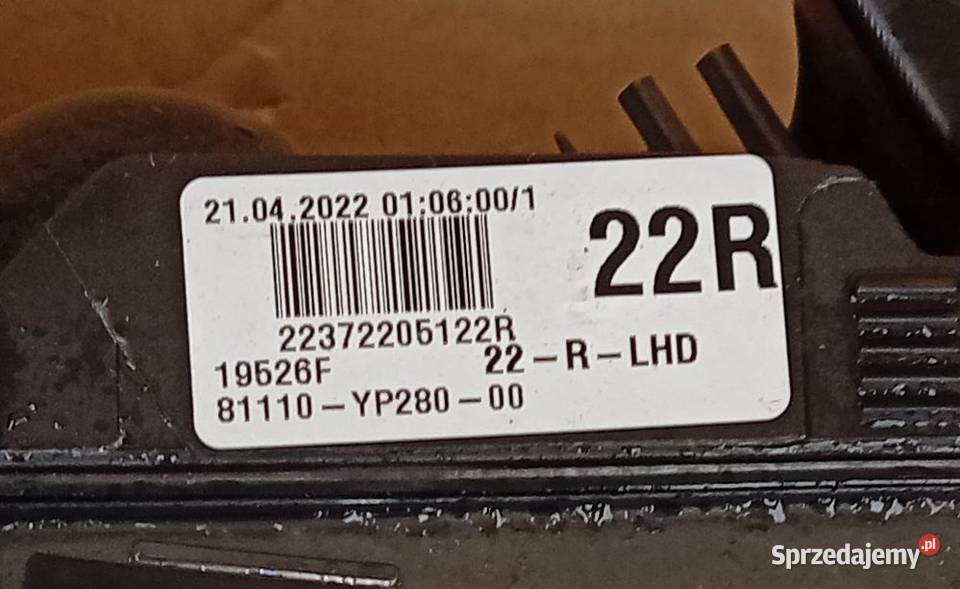 21.04.2022 01:06:00/1
22R
22372205122R
19526F 22-R-LHD
81110-YP280-00
Sprzedajemy.pl